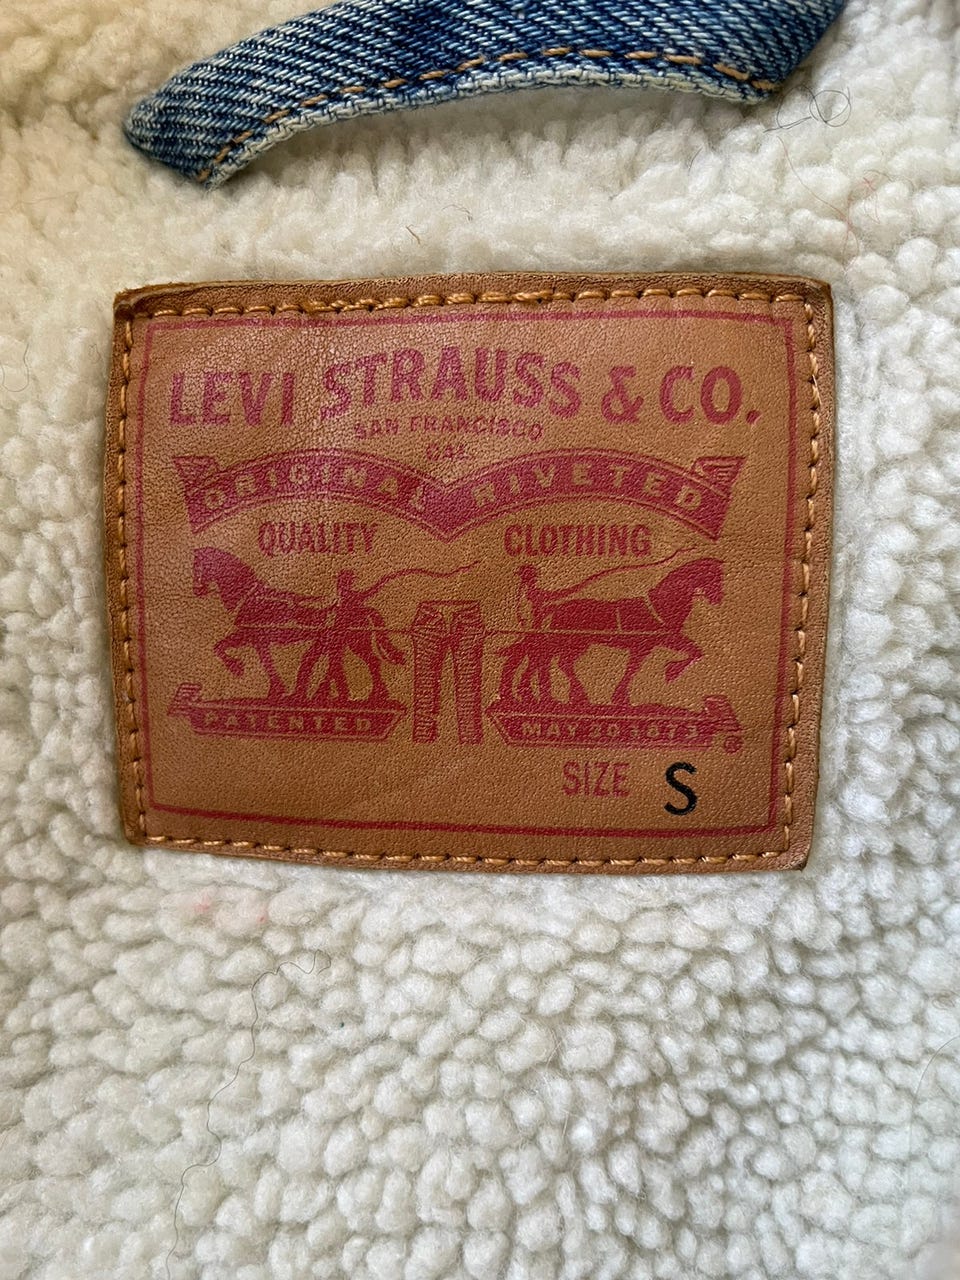 LEVI STRAUSS & CO.
SAN FRANCISCO
CAL
ORIGINAL RIVETED
QUALITY CLOTHING
PATENTED MAY 20 1873
®
SIZE S